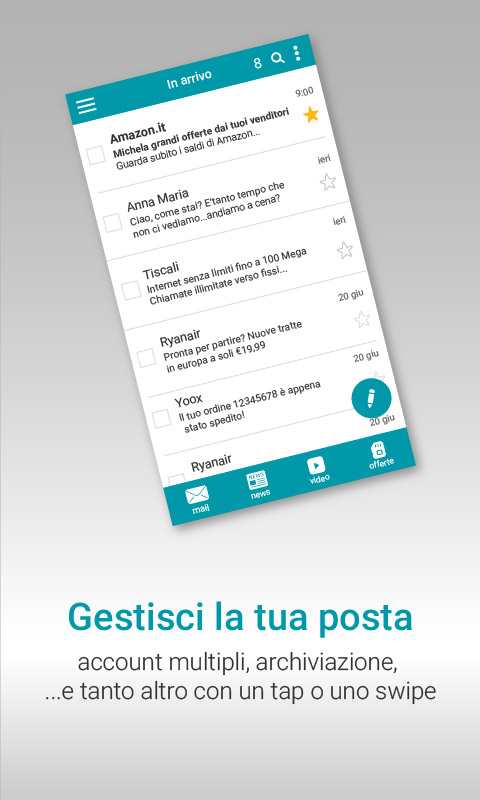 In arrivo
8
Amazon.it
9:00
Michela grandi offerte dai tuoi venditori
Guarda subito i saldi di Amazon...
Anna Maria
ieri
Ciao, come stai? E'tanto tempo che
non ci vediamo...andiamo a cena?
Tiscali
ieri
Internet senza limiti fino a 100 Mega
Chiamate illimitate verso fissi...
Ryanair
20 giu
Pronta per partire? Nuove tratte
in europa a soli €19,99
Yoox
20 giu
Il tuo ordine 12345678 è appena
stato spedito!
Ryanair
20 giu
mail
NEWS
news
video
offerte
Gestisci la tua posta
account multipli, archiviazione,
...e tanto altro con un tap o uno swipe